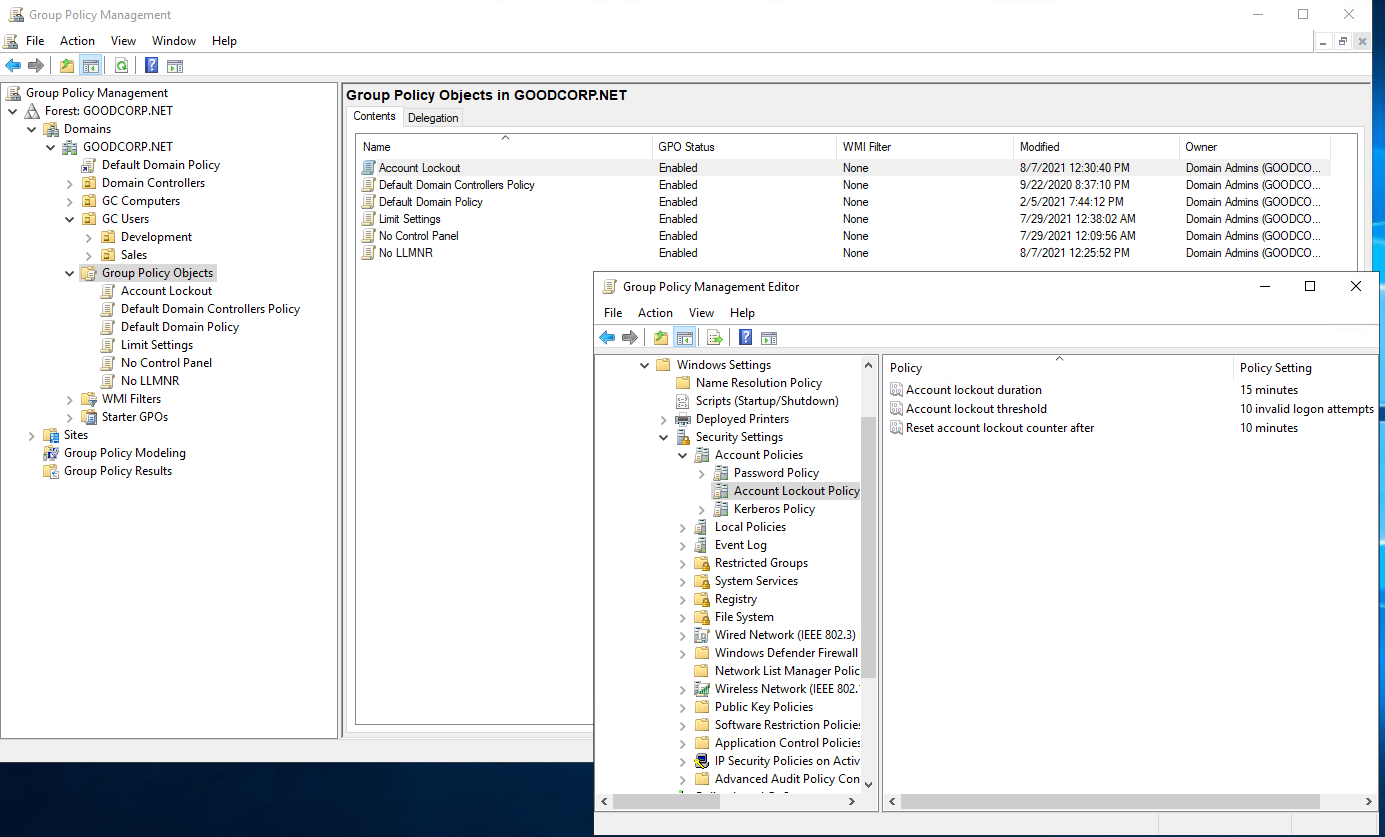 Group Policy Management
File Action View Window Help
Group Policy Management
Forest: GOODCORP.NET
Domains
GOODCORP.NET
Default Domain Policy
Domain Controllers
GC Computers
GC Users
Development
Sales
Group Policy Objects
Account Lockout
Default Domain Controllers Policy
Default Domain Policy
Limit Settings
No Control Panel
No LLMNR
WMI Filters
Starter GPOs
Sites
Group Policy Modeling
Group Policy Results
Group Policy Objects in GOODCORP.NET
Contents Delegation
Name GPO Status WMI Filter Modified Owner
Account Lockout Enabled None 8/7/2021 12:30:40 PM Domain Admins (GOODCO...
Default Domain Controllers Policy Enabled None 9/22/2020 8:37:10 PM Domain Admins (GOODCO...
Default Domain Policy Enabled None 2/5/2021 7:44:12 PM Domain Admins (GOODCO...
Limit Settings Enabled None 7/29/2021 12:38:02 AM Domain Admins (GOODCO...
No Control Panel Enabled None 7/29/2021 12:09:56 AM Domain Admins (GOODCO...
No LLMNR Enabled None 8/7/2021 12:25:52 PM Domain Admins (GOODCO...
Group Policy Management Editor
File Action View Help
Windows Settings
Name Resolution Policy
Scripts (Startup/Shutdown)
Deployed Printers
Security Settings
Account Policies
Password Policy
Account Lockout Policy
Kerberos Policy
Local Policies
Event Log
Restricted Groups
System Services
Registry
File System
Wired Network (IEEE 802.3)
Windows Defender Firewall
Network List Manager Polic
Wireless Network (IEEE 802.
Public Key Policies
Software Restriction Policies
Application Control Policies
IP Security Policies on Activ
Advanced Audit Policy Con
Policy Policy Setting
Account lockout duration 15 minutes
Account lockout threshold 10 invalid logon attempts
Reset account lockout counter after 10 minutes